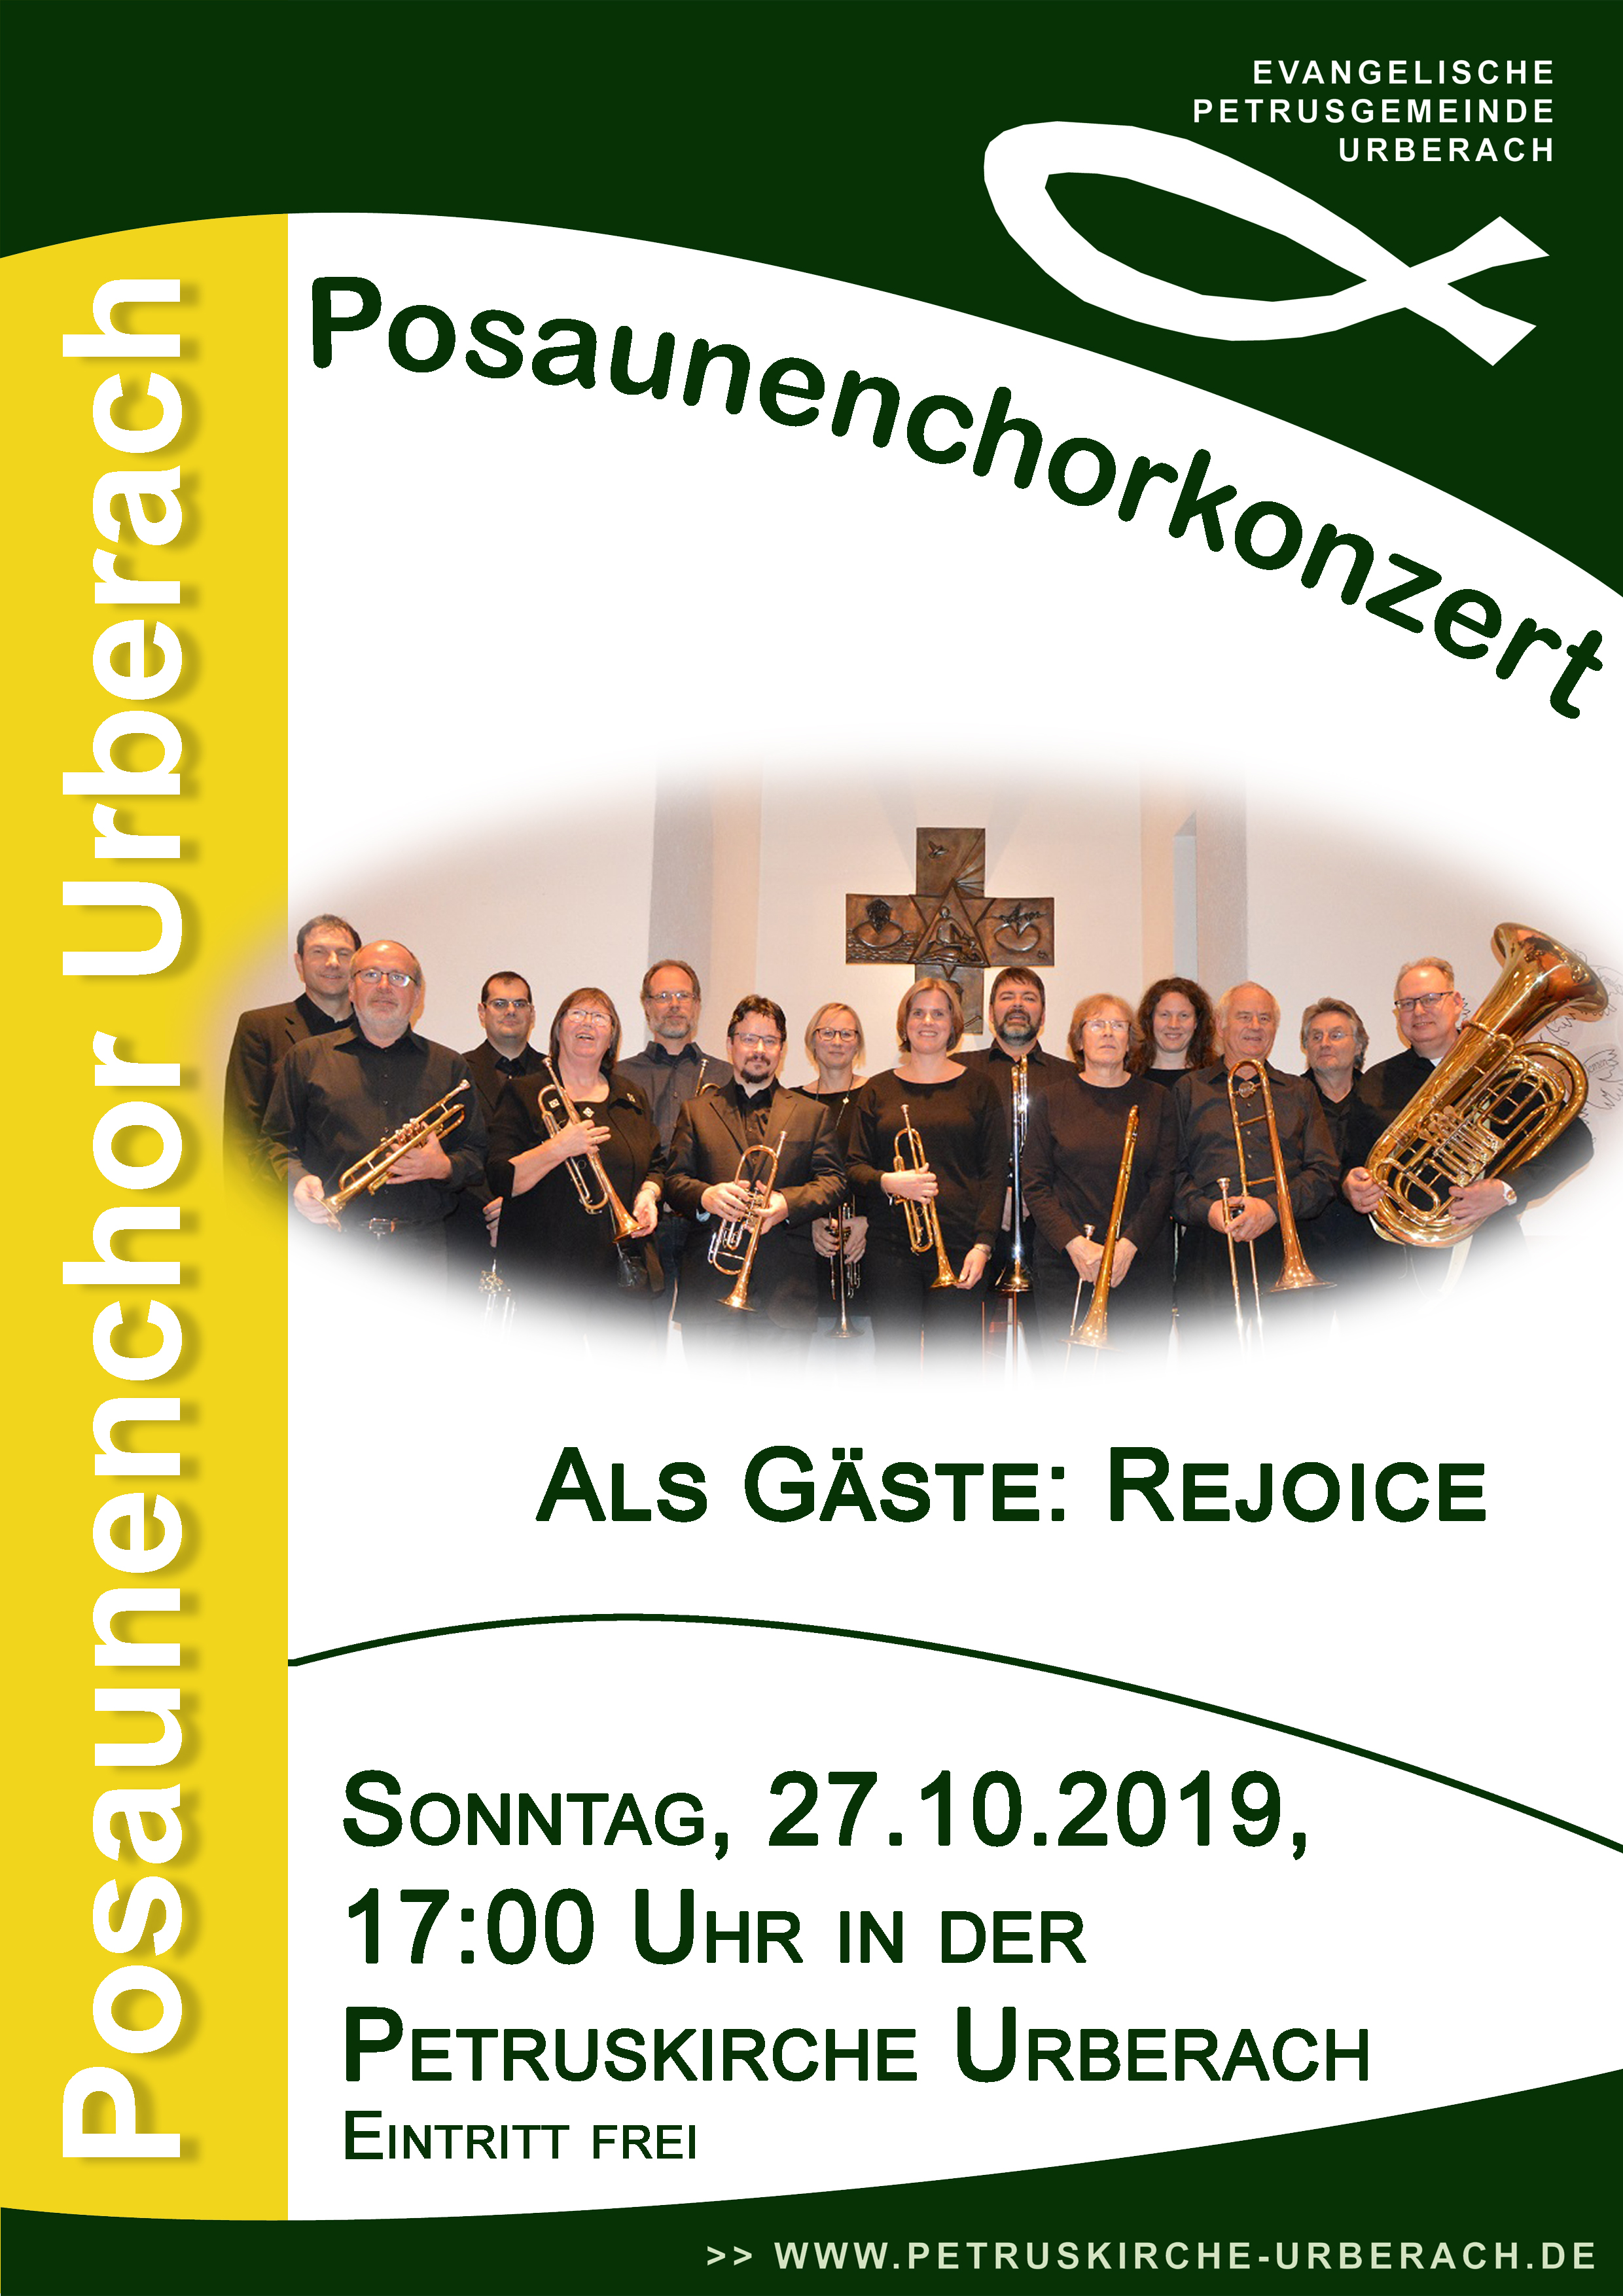 EVANGELISCHE
PETRUSGEMEINDE
URBERACH
Posaunenchorkonzert
Posaunenchor Urberach
ALS GÄSTE: REJOICE
SONNTAG, 27.10.2019,
17:00 UHR IN DER
PETRUSKIRCHE URBERACH
EINTRITT FREI
>> WWW.PETRUSKIRCHE-URBERACH.DE